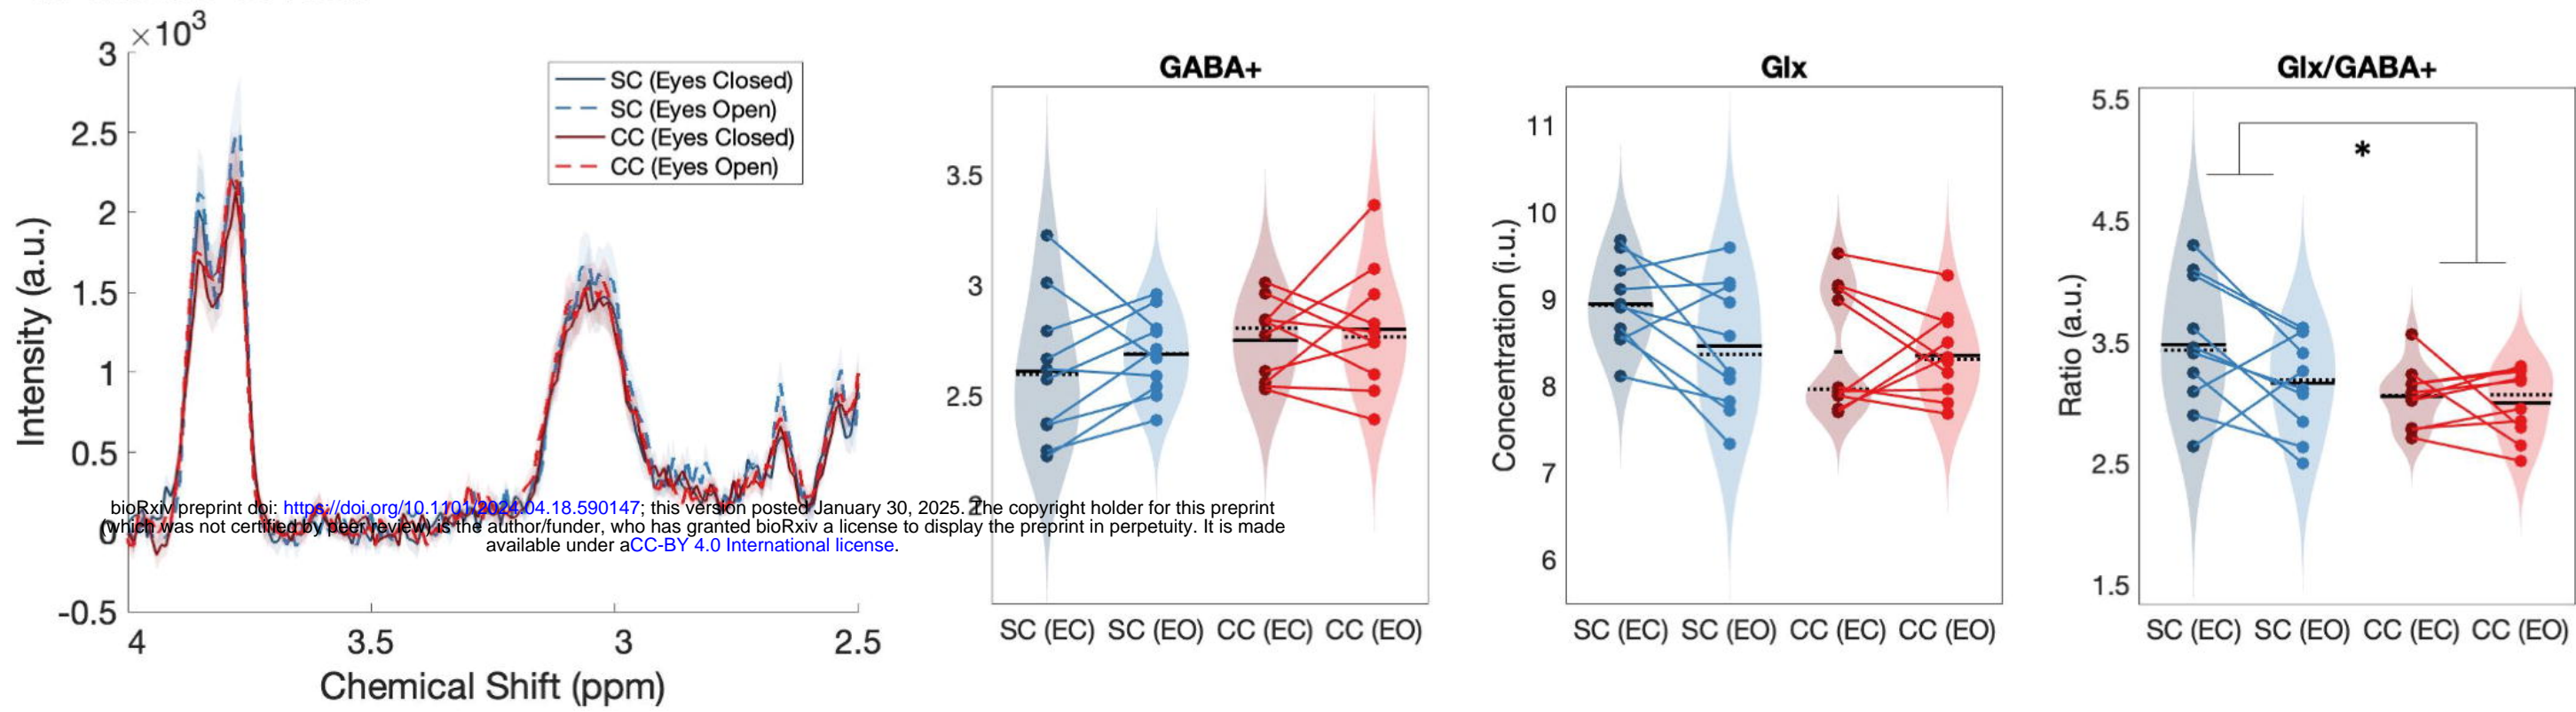 ×10³
3
2.5
2
1.5
1
0.5
0
-0.5
4 3.5 3 2.5
Intensity (a.u.)
Chemical Shift (ppm)
SC (Eyes Closed)
SC (Eyes Open)
CC (Eyes Closed)
CC (Eyes Open)
GABA+
3.5
3
2.5
2
SC (EC) SC (EO) CC (EC) CC (EO)
Glx
Concentration (i.u.)
11
10
9
8
7
6
SC (EC) SC (EO) CC (EC) CC (EO)
Glx/GABA+
Ratio (a.u.)
5.5
4.5
3.5
2.5
1.5
*
SC (EC) SC (EO) CC (EC) CC (EO)
bioRxiv preprint doi: https://doi.org/10.1101/2024.04.18.590147; this version posted January 30, 2025. The copyright holder for this preprint
(which was not certified by peer review) is the author/funder, who has granted bioRxiv a license to display the preprint in perpetuity. It is made
available under aCC-BY 4.0 International license.